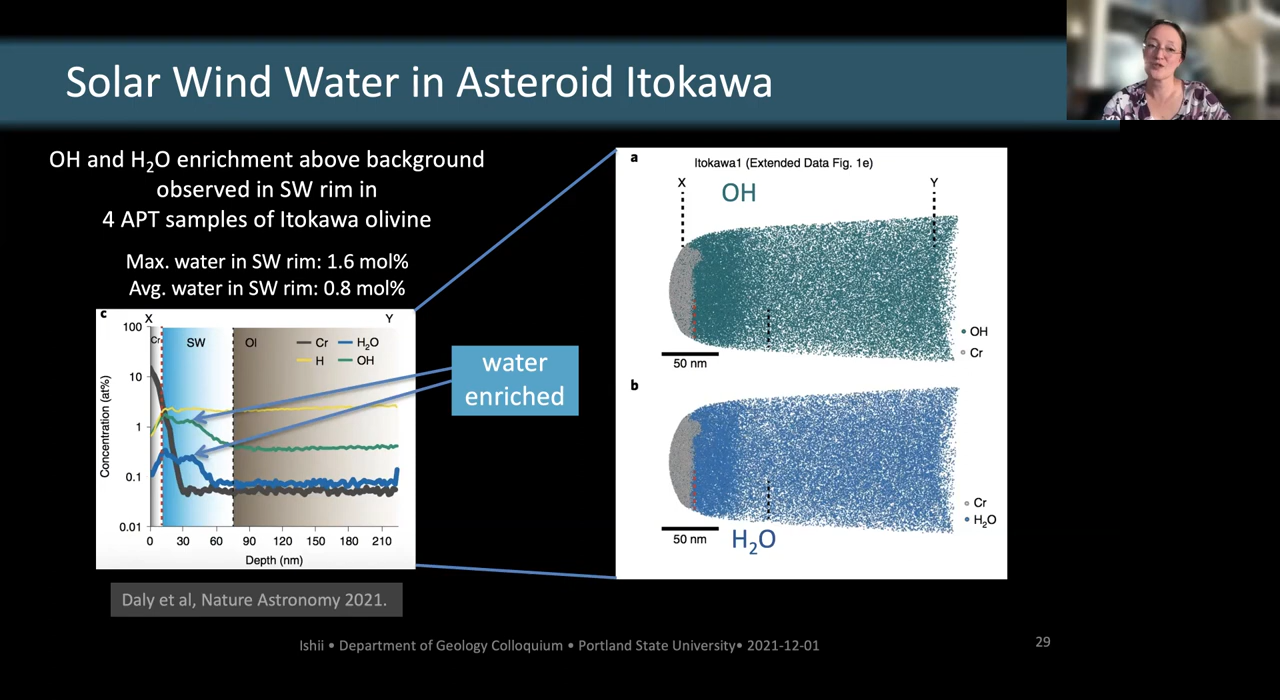 Solar Wind Water in Asteroid Itokawa
OH and H₂O enrichment above background
observed in SW rim in
4 APT samples of Itokawa olivine
Max. water in SW rim: 1.6 mol%
Avg. water in SW rim: 0.8 mol%
c
X
Y
Cr
SW
Ol
Cr
H₂O
H
OH
100
10
1
0.1
0.01
Concentration (at%)
0 30 60 90 120 150 180 210
Depth (nm)
water
enriched
a
Itokawa1 (Extended Data Fig. 1e)
X
OH
Y
OH
Cr
50 nm
b
Cr
H₂O
50 nm
H₂O
Daly et al, Nature Astronomy 2021.
Ishii • Department of Geology Colloquium • Portland State University• 2021-12-01
29